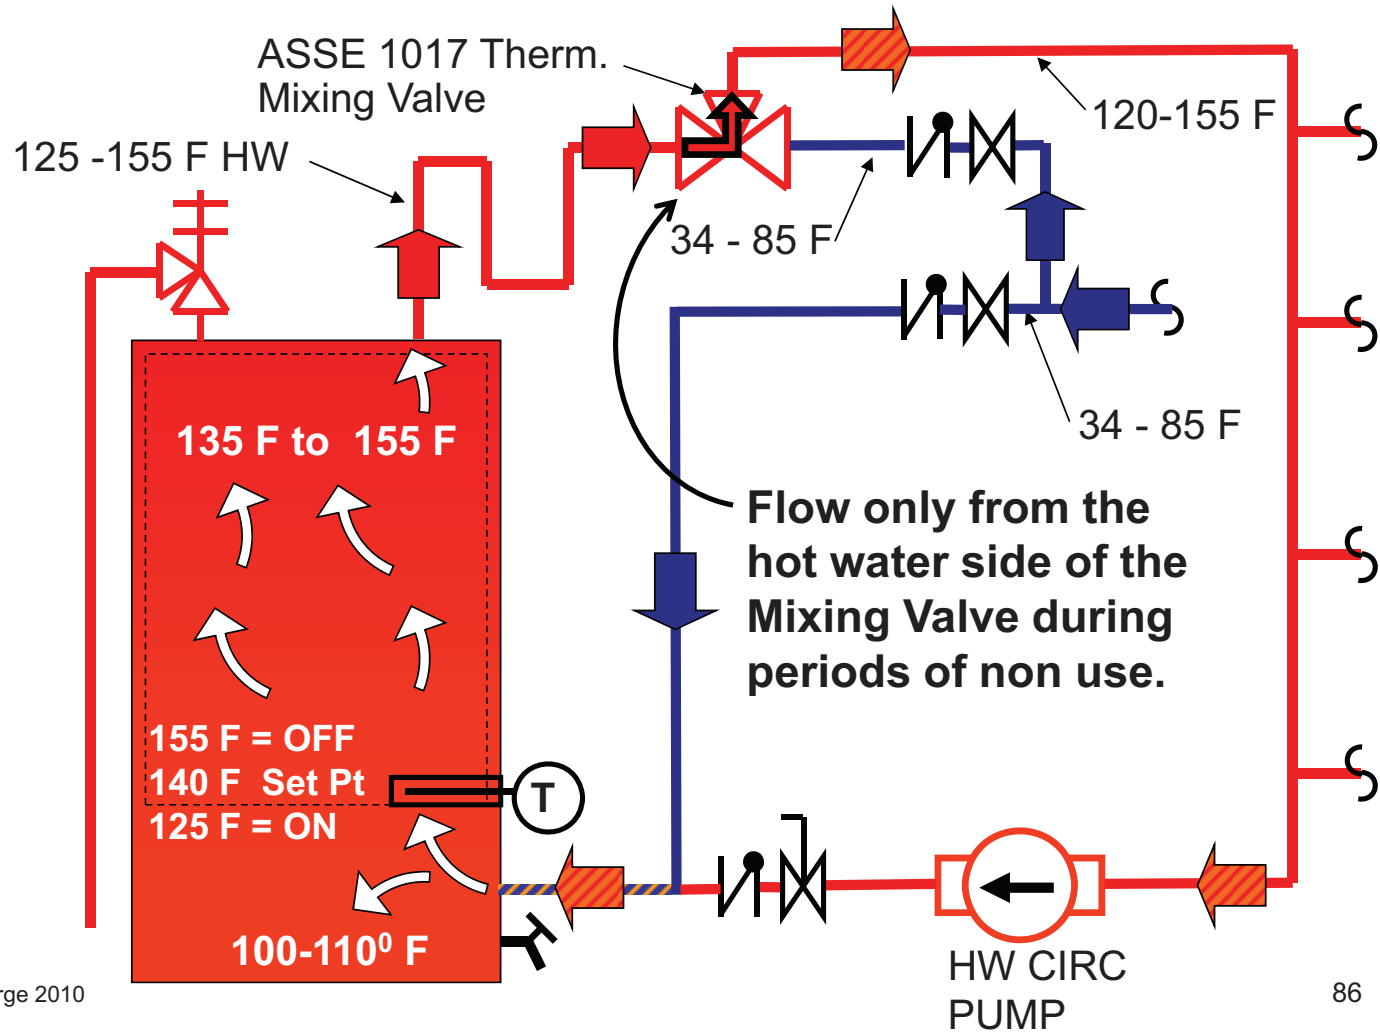 ASSE 1017 Therm.
Mixing Valve
120-155 F
125 -155 F HW
34 - 85 F
34 - 85 F
135 F to  155 F
Flow only from the
hot water side of the
Mixing Valve during
periods of non use.
155 F = OFF
140 F  Set Pt
125 F = ON
T
100-110⁰ F
HW CIRC
PUMP
rge 2010
86